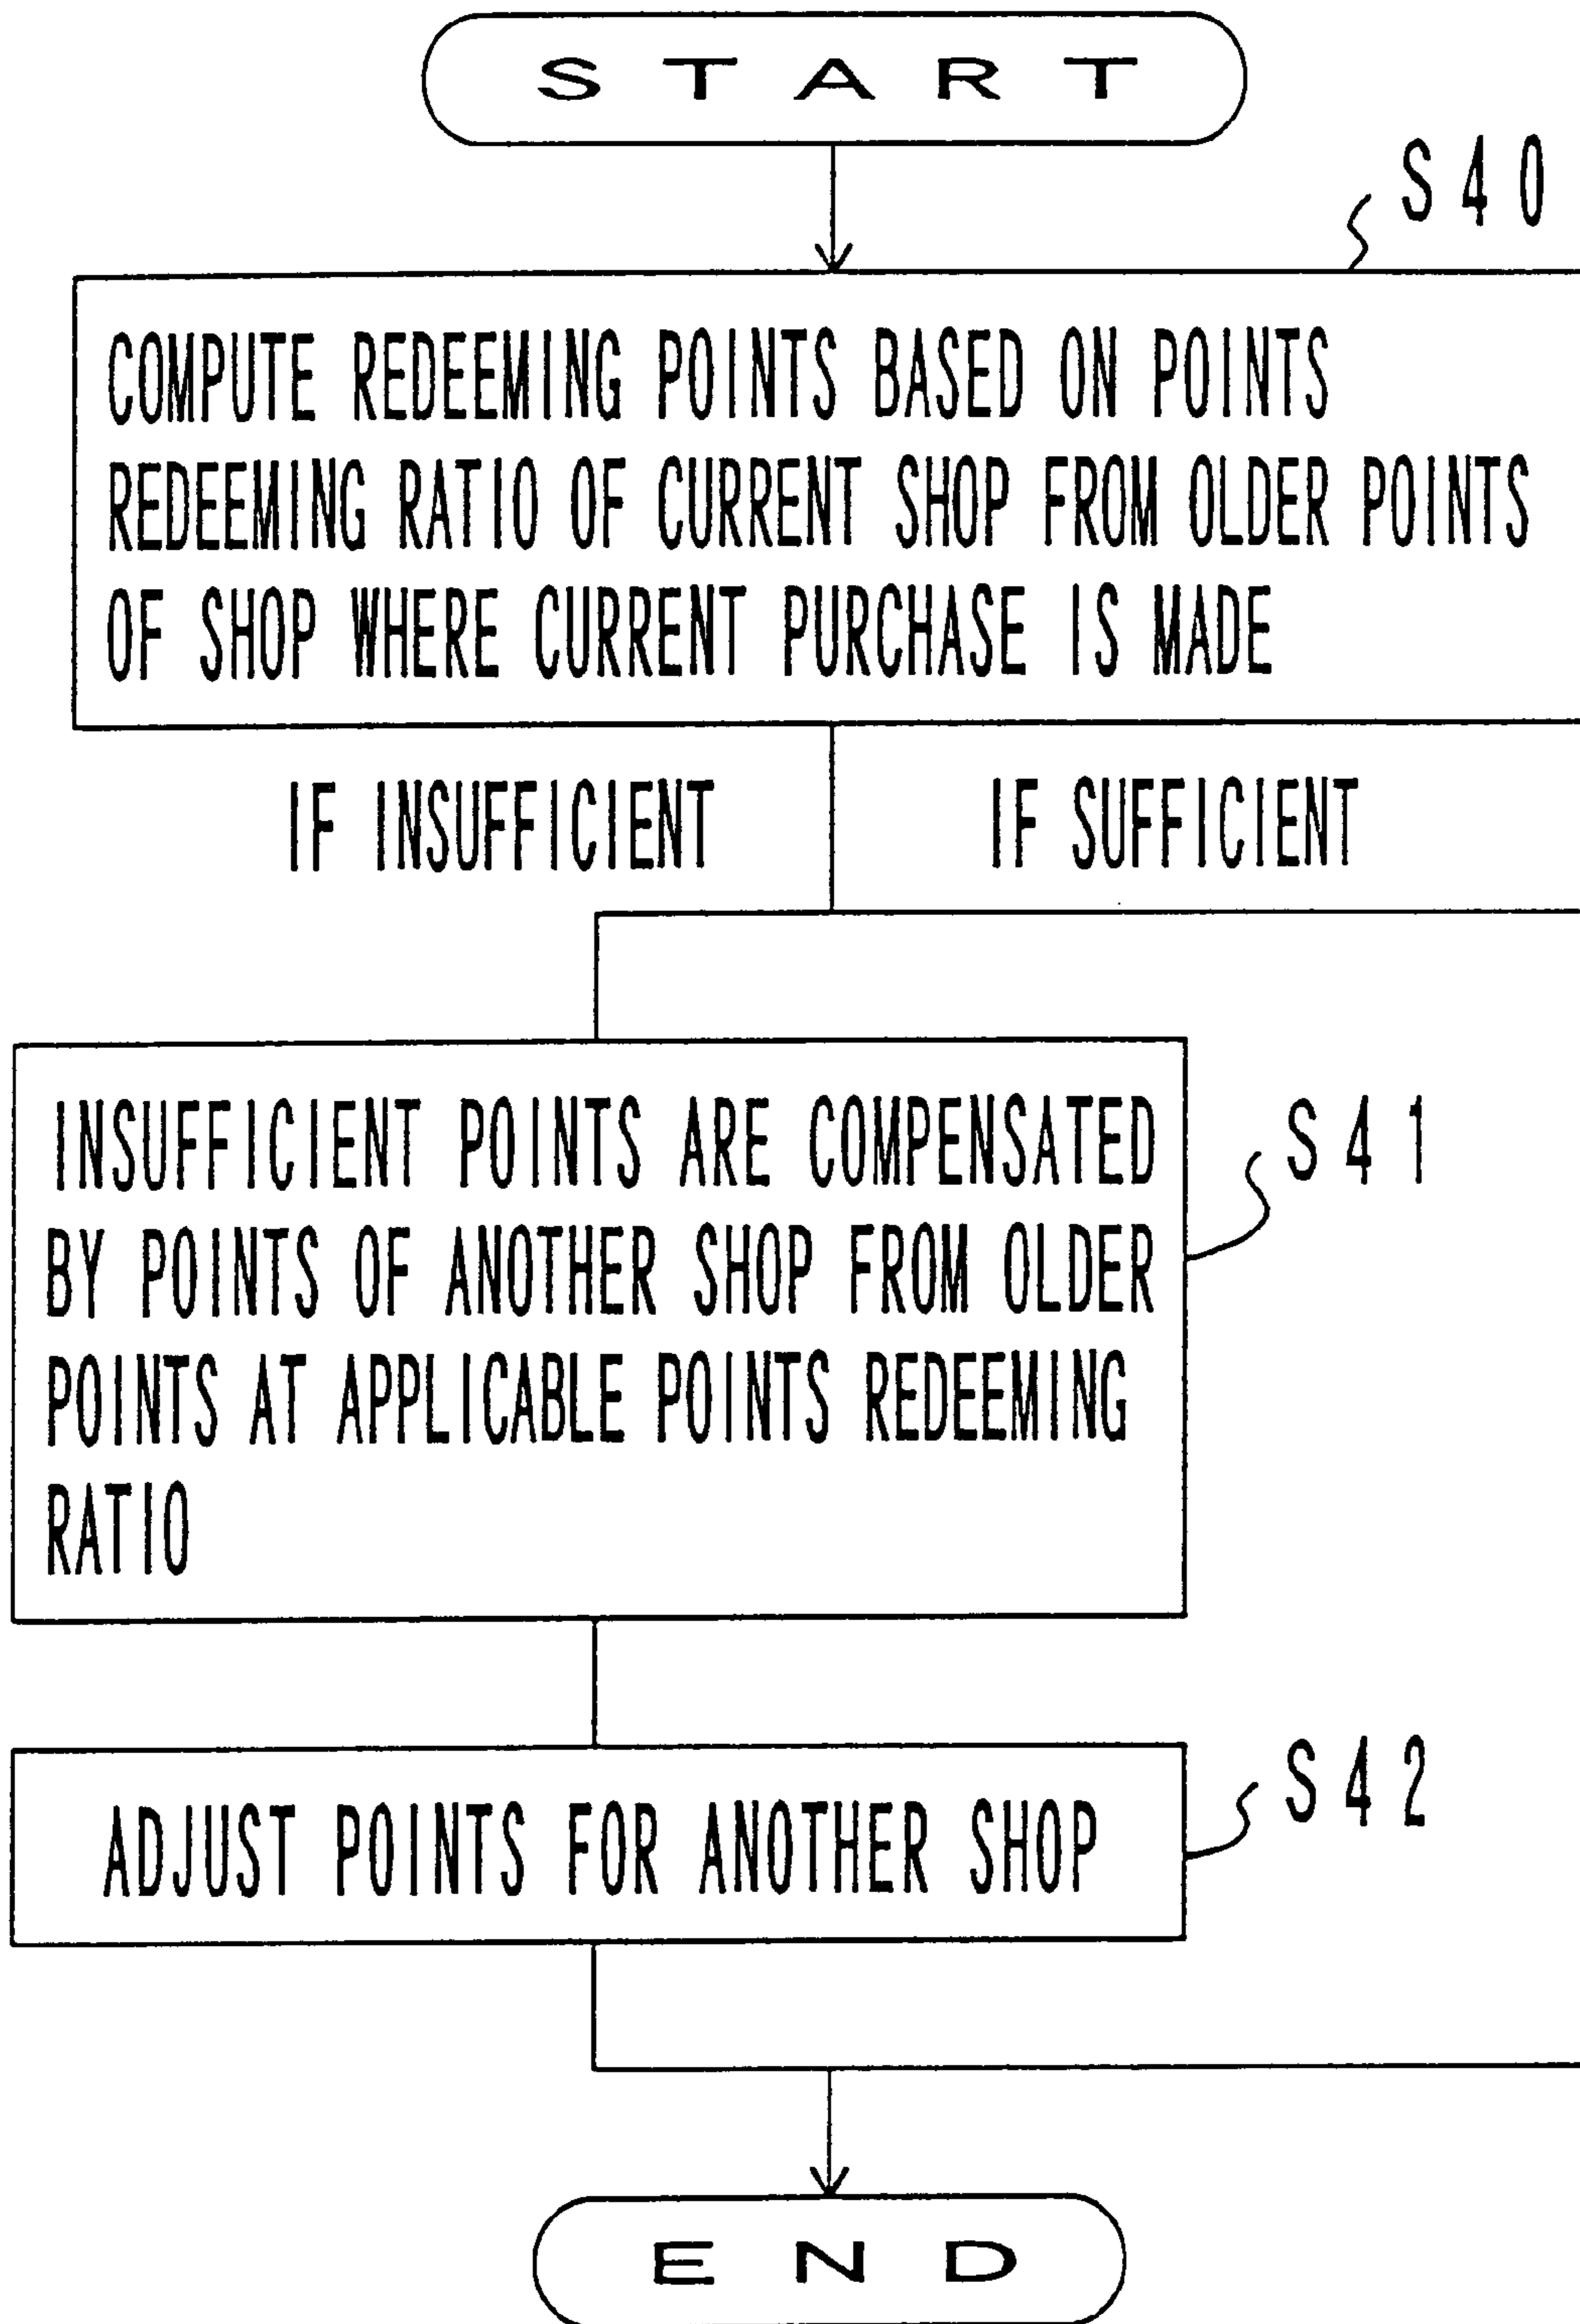 START
S40
COMPUTE REDEEMING POINTS BASED ON POINTS
REDEEMING RATIO OF CURRENT SHOP FROM OLDER POINTS
OF SHOP WHERE CURRENT PURCHASE IS MADE
IF INSUFFICIENT
IF SUFFICIENT
INSUFFICIENT POINTS ARE COMPENSATED
BY POINTS OF ANOTHER SHOP FROM OLDER
POINTS AT APPLICABLE POINTS REDEEMING
RATIO
S41
ADJUST POINTS FOR ANOTHER SHOP
S42
END